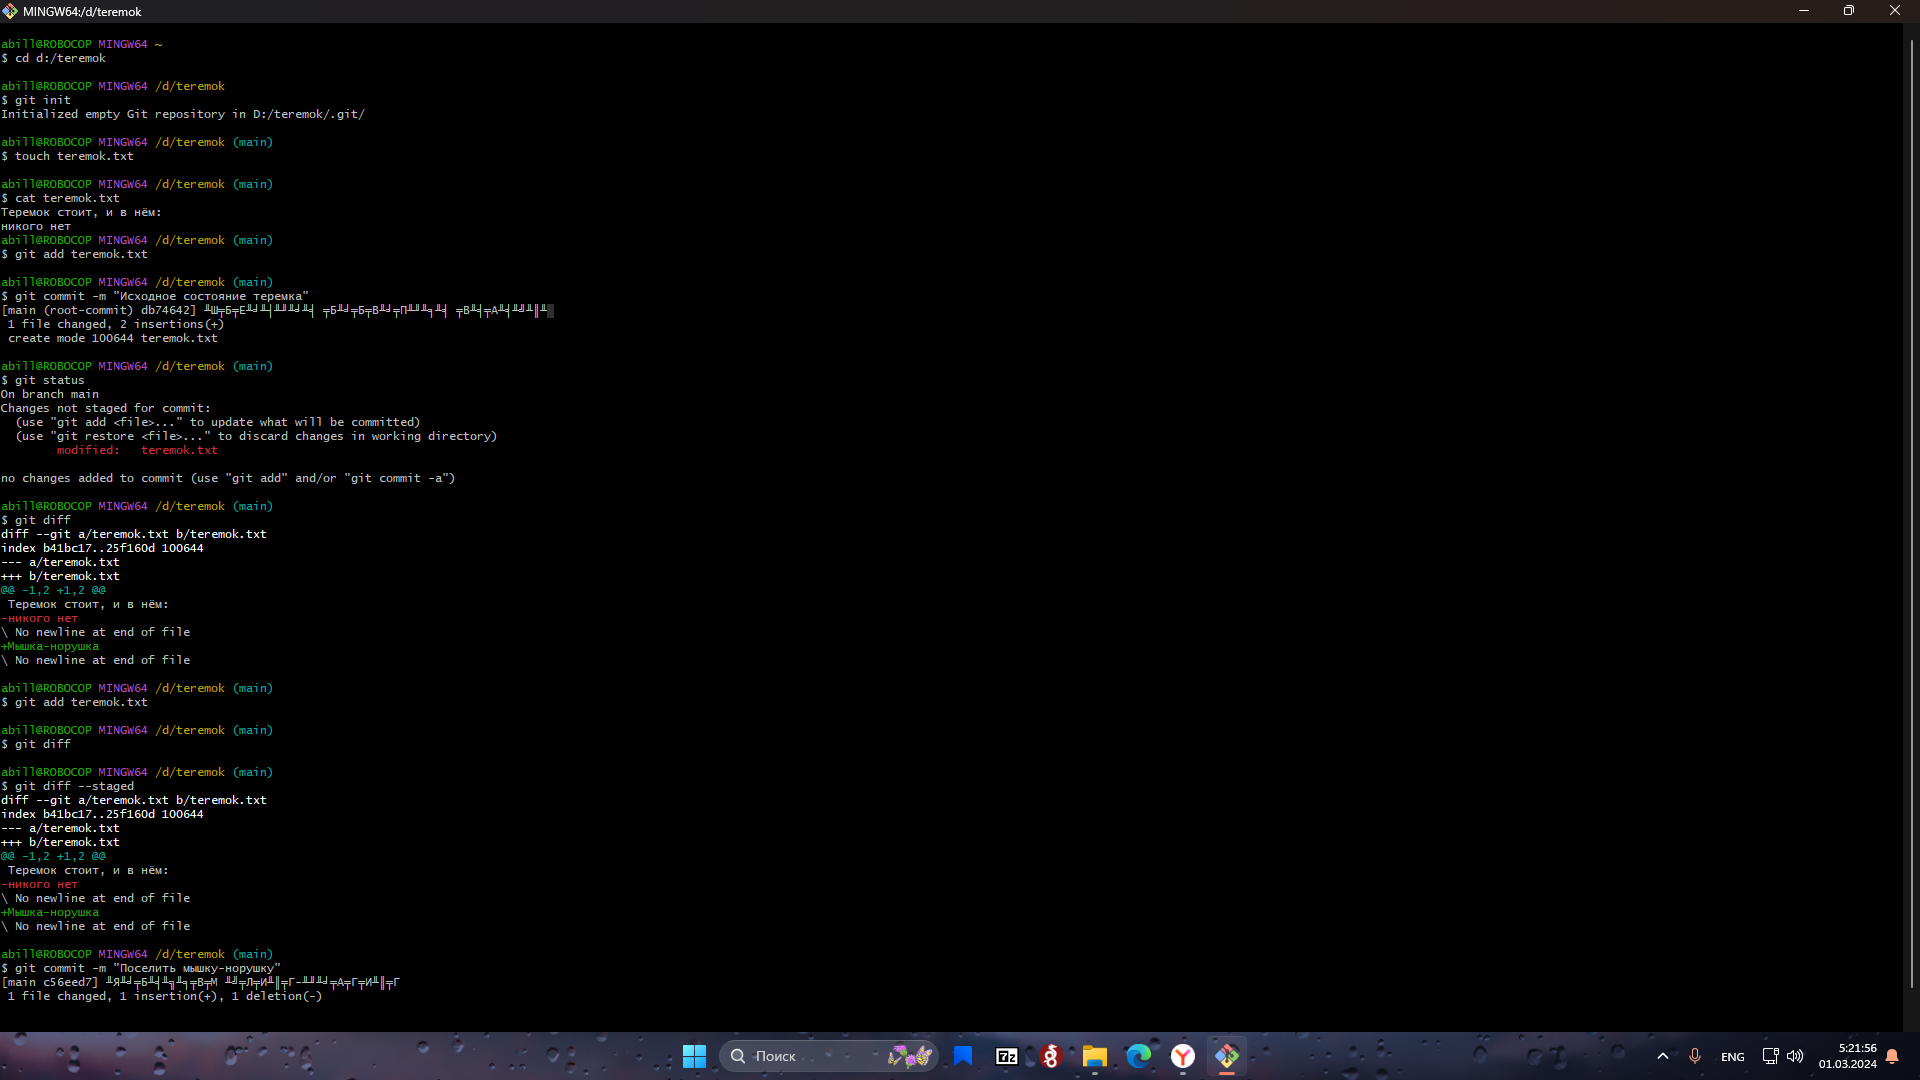 MINGW64:/d/teremok
abill@ROBOCOP MINGW64 ~
$ cd d:/teremok
abill@ROBOCOP MINGW64 /d/teremok
$ git init
Initialized empty Git repository in D:/teremok/.git/
abill@ROBOCOP MINGW64 /d/teremok (main)
$ touch teremok.txt
abill@ROBOCOP MINGW64 /d/teremok (main)
$ cat teremok.txt
Теремок стоит, и в нём:
никого нет
abill@ROBOCOP MINGW64 /d/teremok (main)
$ git add teremok.txt
abill@ROBOCOP MINGW64 /d/teremok (main)
$ git commit -m "Исходное состояние теремка"
[main (root-commit) db74642]
1 file changed, 2 insertions(+)
create mode 100644 teremok.txt
abill@ROBOCOP MINGW64 /d/teremok (main)
$ git status
On branch main
Changes not staged for commit:
(use "git add <file>..." to update what will be committed)
(use "git restore <file>..." to discard changes in working directory)
modified:   teremok.txt
no changes added to commit (use "git add" and/or "git commit -a")
abill@ROBOCOP MINGW64 /d/teremok (main)
$ git diff
diff --git a/teremok.txt b/teremok.txt
index b41bc17..25f160d 100644
--- a/teremok.txt
+++ b/teremok.txt
@@ -1,2 +1,2 @@
Теремок стоит, и в нём:
-никого нет
\ No newline at end of file
+Мышка-норушка
\ No newline at end of file
abill@ROBOCOP MINGW64 /d/teremok (main)
$ git add teremok.txt
abill@ROBOCOP MINGW64 /d/teremok (main)
$ git diff
abill@ROBOCOP MINGW64 /d/teremok (main)
$ git diff --staged
diff --git a/teremok.txt b/teremok.txt
index b41bc17..25f160d 100644
--- a/teremok.txt
+++ b/teremok.txt
@@ -1,2 +1,2 @@
Теремок стоит, и в нём:
-никого нет
\ No newline at end of file
+Мышка-норушка
\ No newline at end of file
abill@ROBOCOP MINGW64 /d/teremok (main)
$ git commit -m "Поселить мышку-норушку"
[main c56eed7]
1 file changed, 1 insertion(+), 1 deletion(-)
Поиск
7z
ENG
5:21:56
01.03.2024